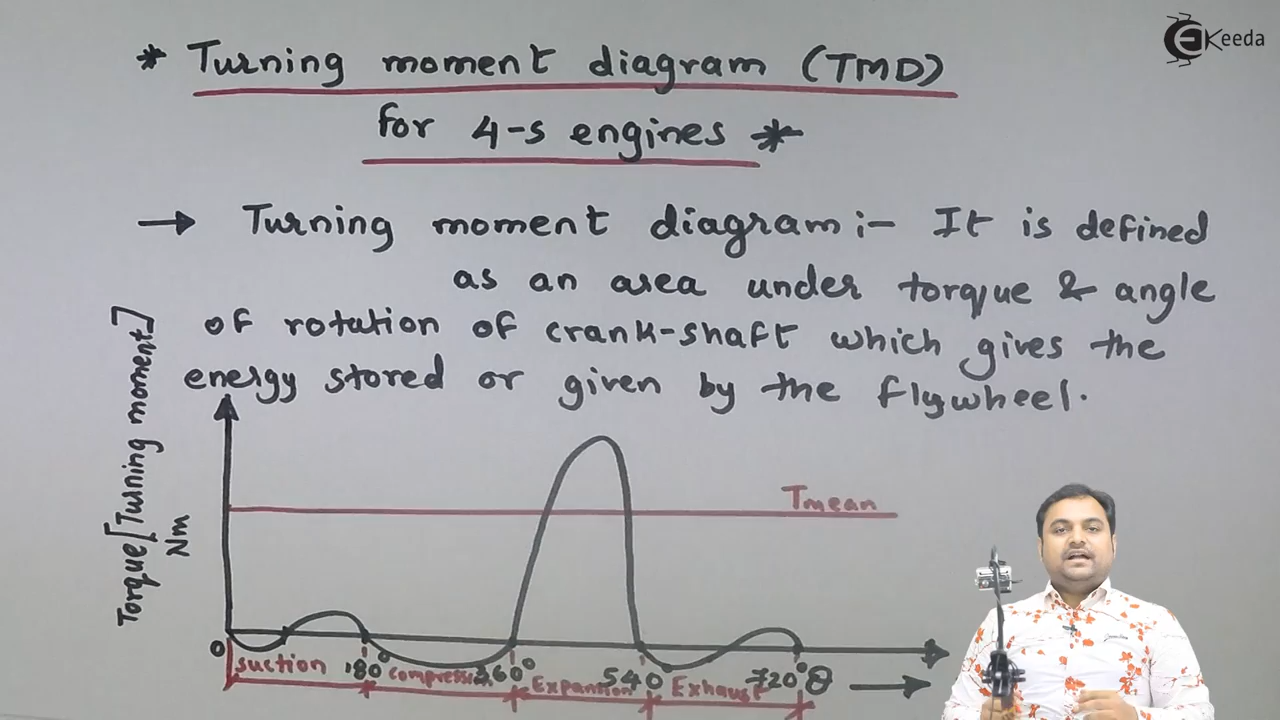 * Turning moment diagram (TMD)
for 4-s engines *
→ Turning moment diagram :- It is defined
as an area under torque & angle
of rotation of crank-shaft which gives the
energy stored or given by the flywheel.
Torque [Turning moment]
Nm
Tmean
0
180°
360°
540
720°
θ →
suction
compression
Expansion
Exhaust
Keeda